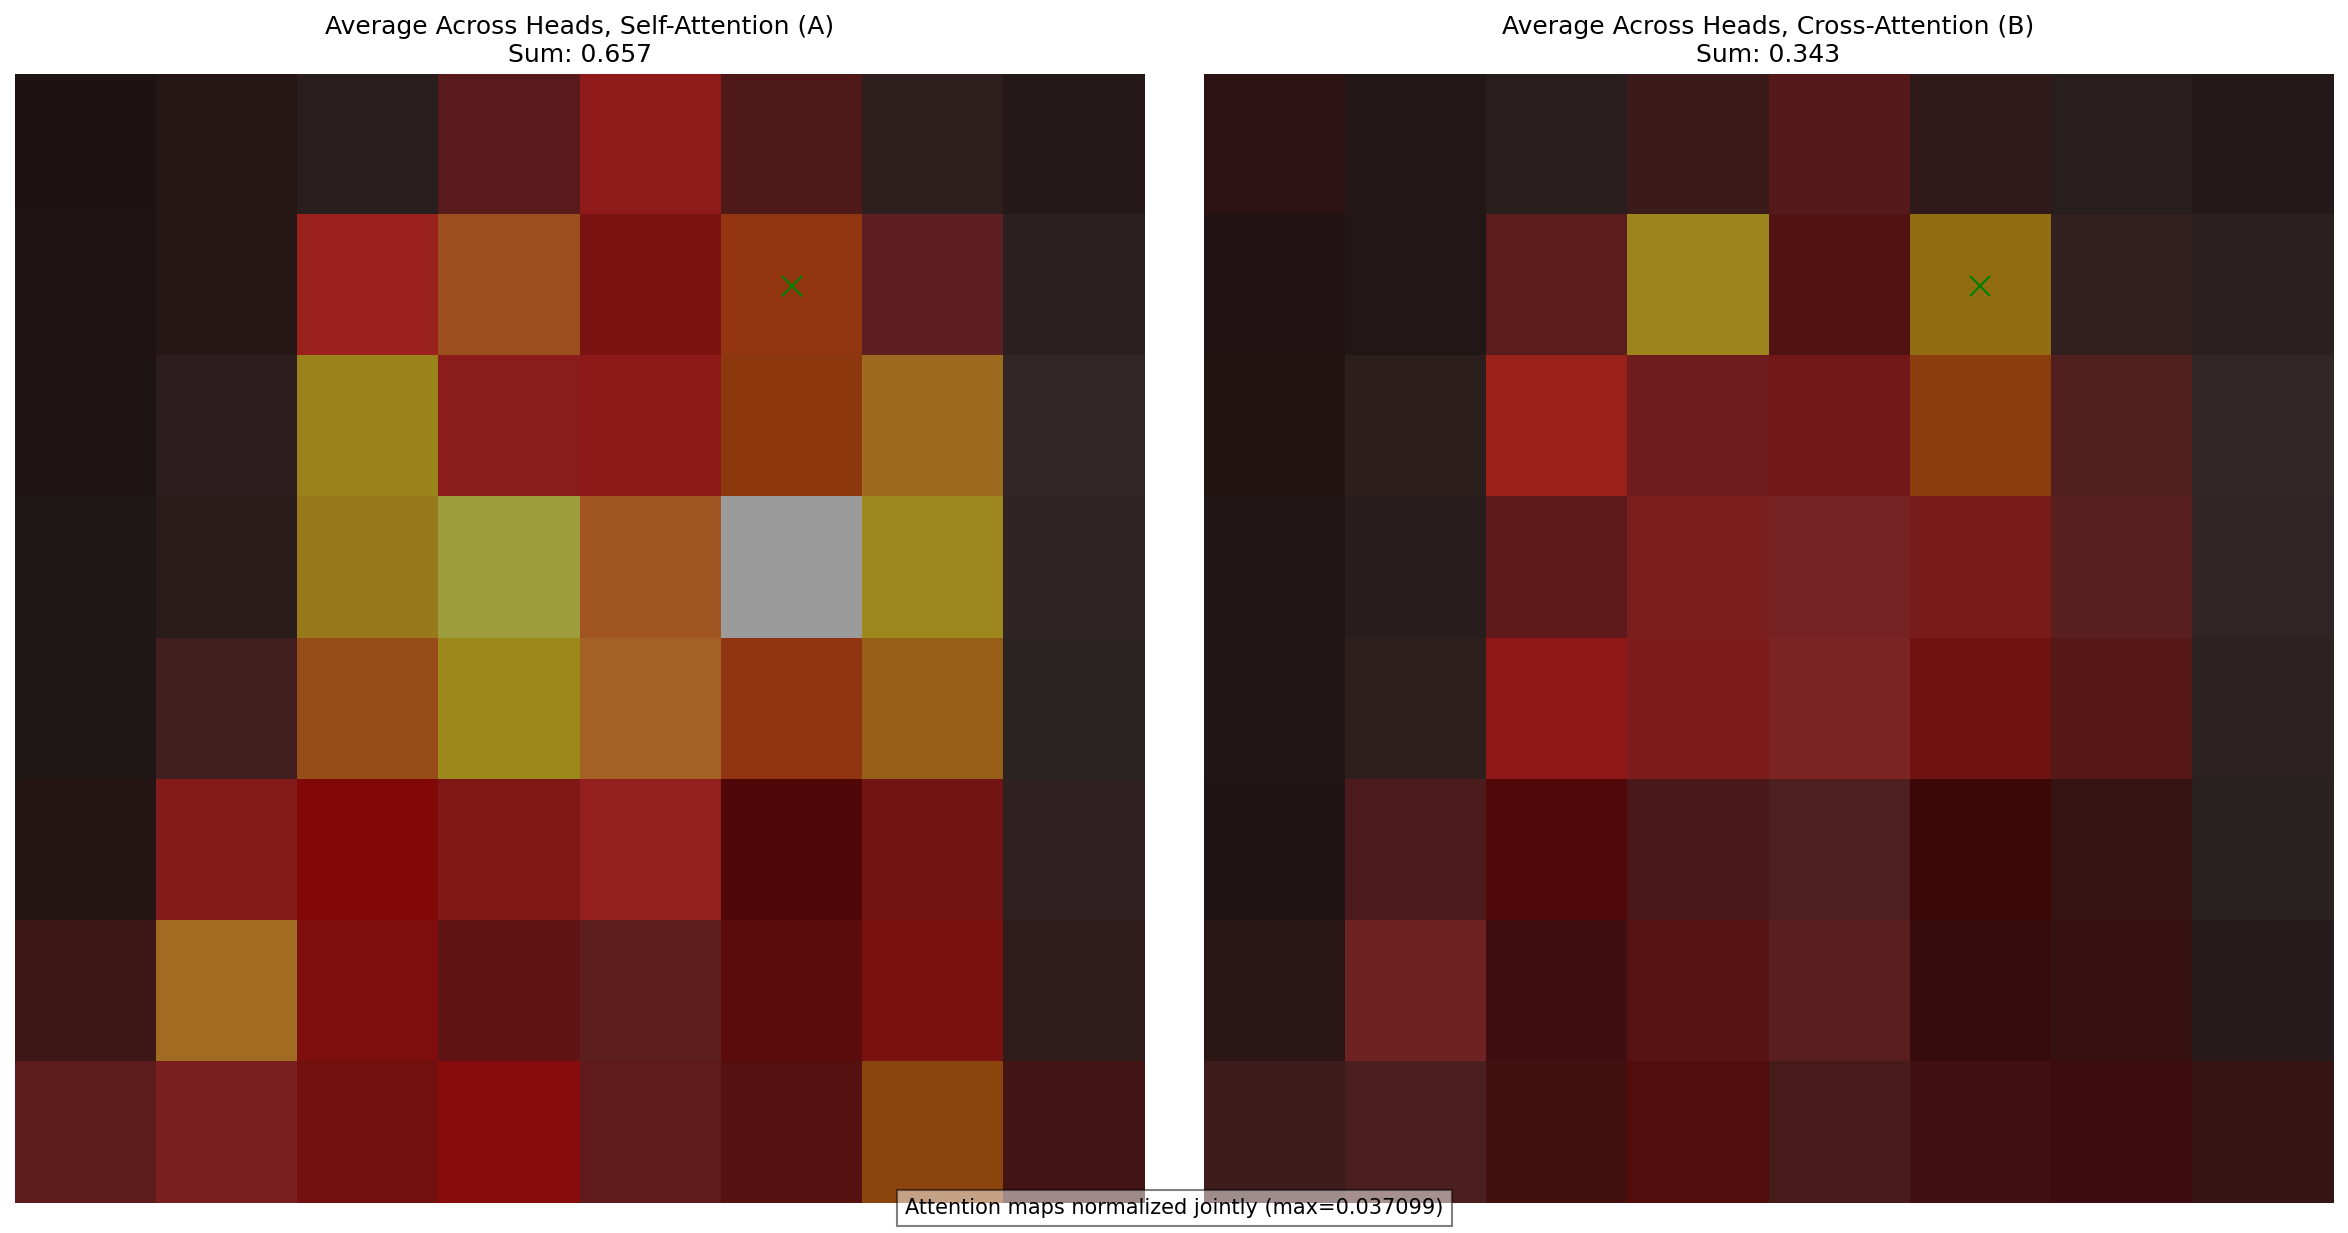 Average Across Heads, Self-Attention (A)
Sum: 0.657
Average Across Heads, Cross-Attention (B)
Sum: 0.343
Attention maps normalized jointly (max=0.037099)